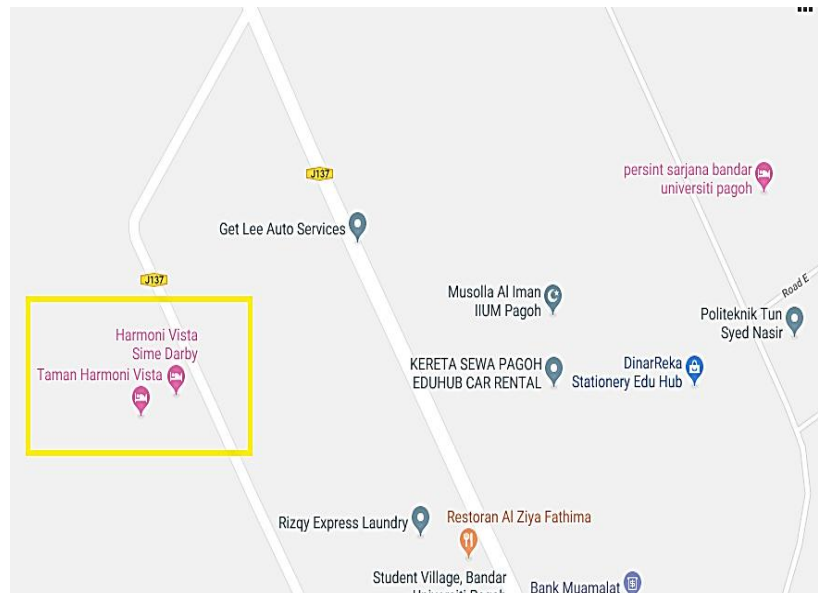 persint sarjana bandar
universiti pagoh
J137
Get Lee Auto Services
J137
Road E
Musolla Al Iman
IIUM Pagoh
Politeknik Tun
Syed Nasir
Harmoni Vista
Sime Darby
Taman Harmoni Vista
KERETA SEWA PAGOH
EDUHUB CAR RENTAL
DinarReka
Stationery Edu Hub
Rizqy Express Laundry
Restoran Al Ziya Fathima
Student Village, Bandar
Universiti Pagoh
Bank Muamalat